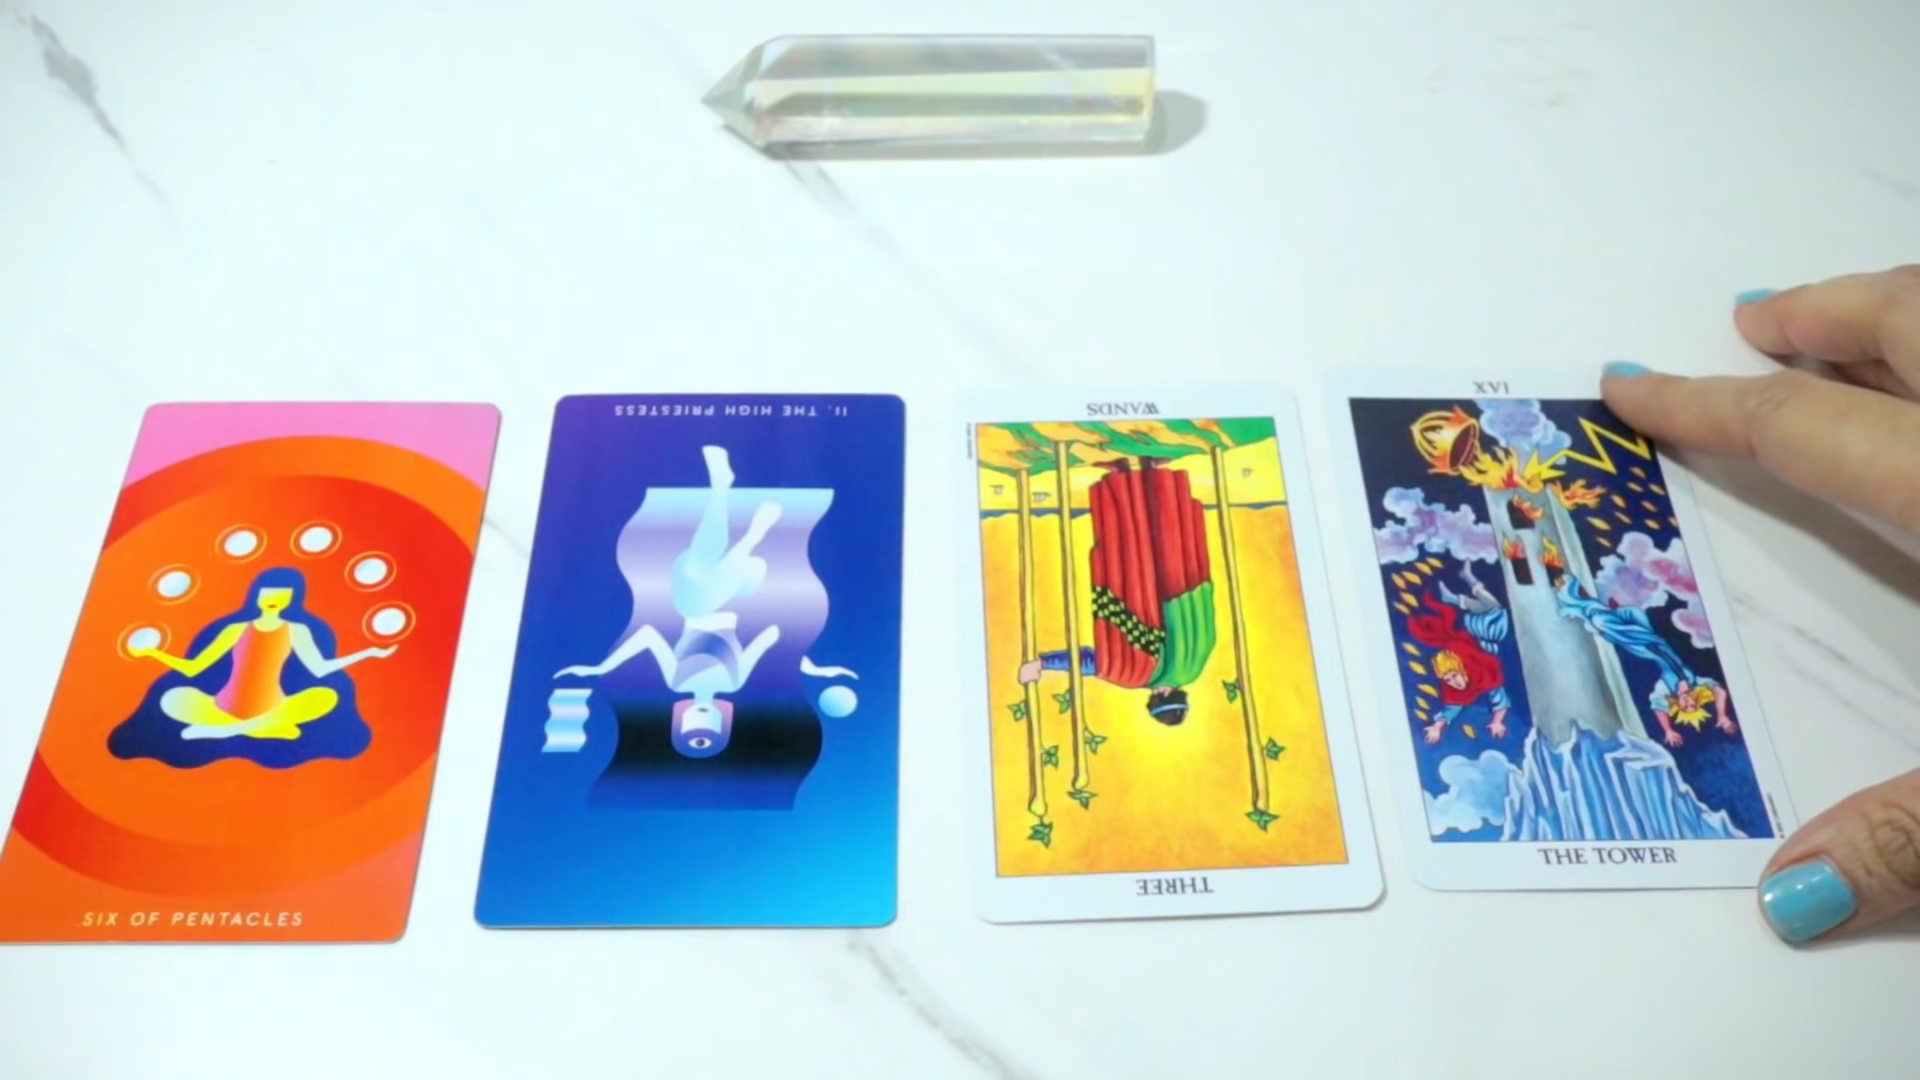 SIX OF PENTACLES
II. THE HIGH PRIESTESS
WANDS
THREE
XVI
THE TOWER